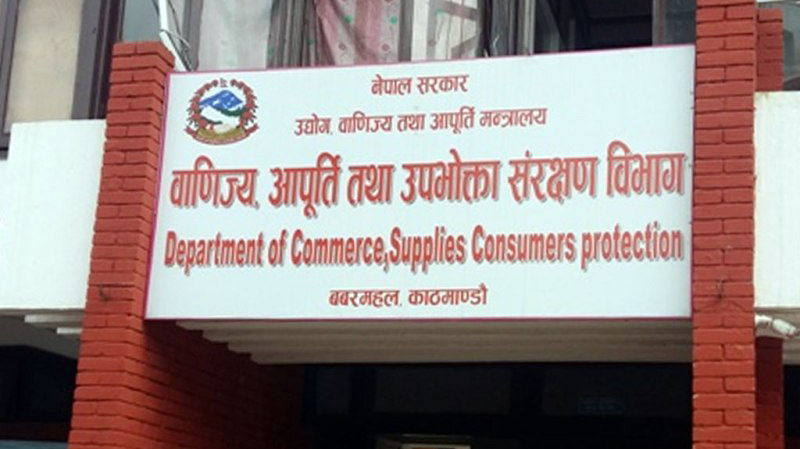 नेपाल सरकार
उद्योग, वाणिज्य तथा आपूर्ति मन्त्रालय
वाणिज्य, आपूर्ति तथा उपभोक्ता संरक्षण विभाग
Department of Commerce,Supplies Consumers protection
बबरमहल, काठमाण्डौ